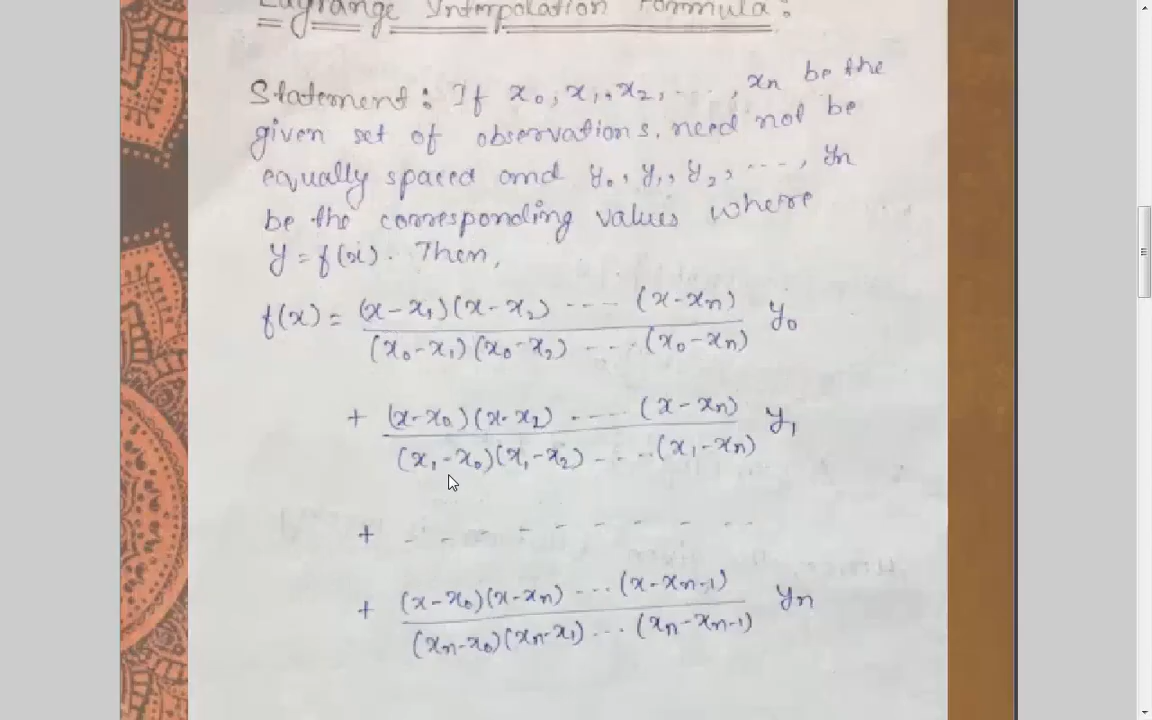 Lagrange Interpolation Formula:
Statement: If x₀, x₁, x₂, ...., xₙ be the
given set of observations, need not be
equally spaced and y₀, y₁, y₂, ...., yₙ
be the corresponding values where
y = f(x). Then,
f(x) = (x-x₁)(x-x₂) .... (x-xₙ) / (x₀-x₁)(x₀-x₂) .... (x₀-xₙ) y₀
+ (x-x₀)(x-x₂) .... (x-xₙ) / (x₁-x₀)(x₁-x₂) .... (x₁-xₙ) y₁
+ - - - - - - - - -
+ (x-x₀)(x-xₙ) ... (x-xₙ₋₁) / (xₙ-x₀)(xₙ-x₁) ... (xₙ-xₙ₋₁) yₙ